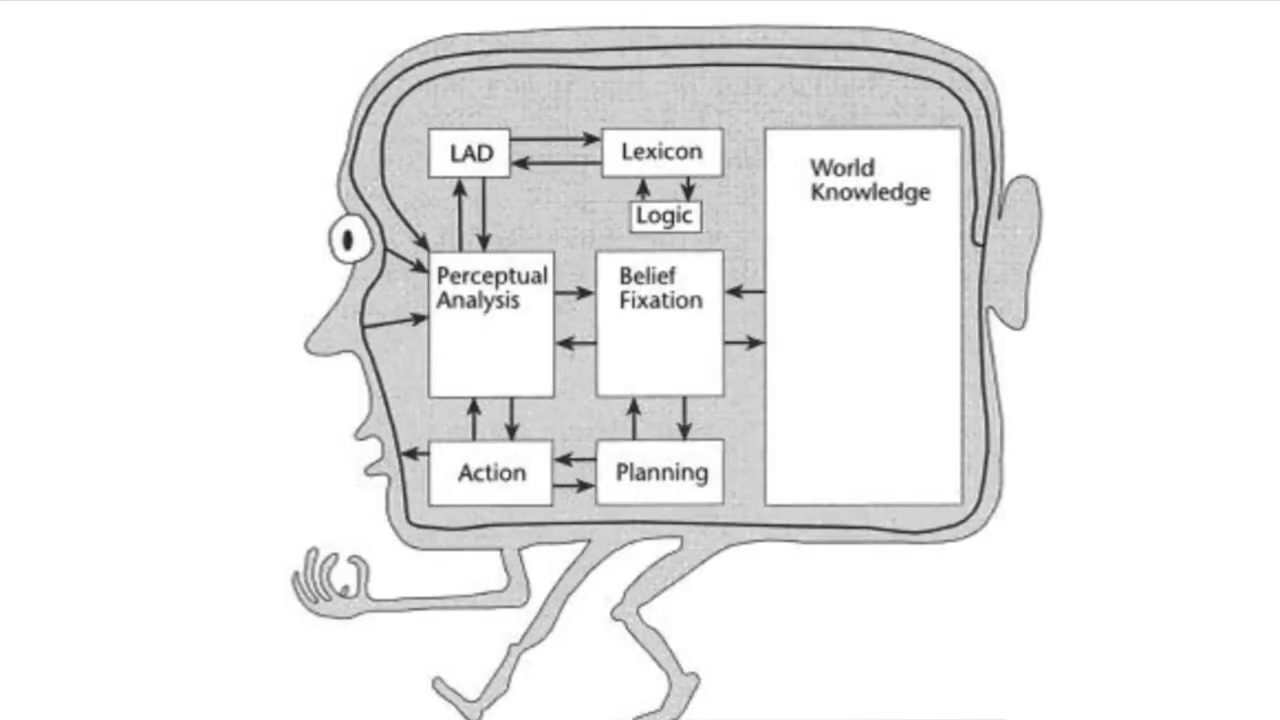 LAD
Lexicon
Logic
World
Knowledge
Perceptual
Analysis
Belief
Fixation
Action
Planning